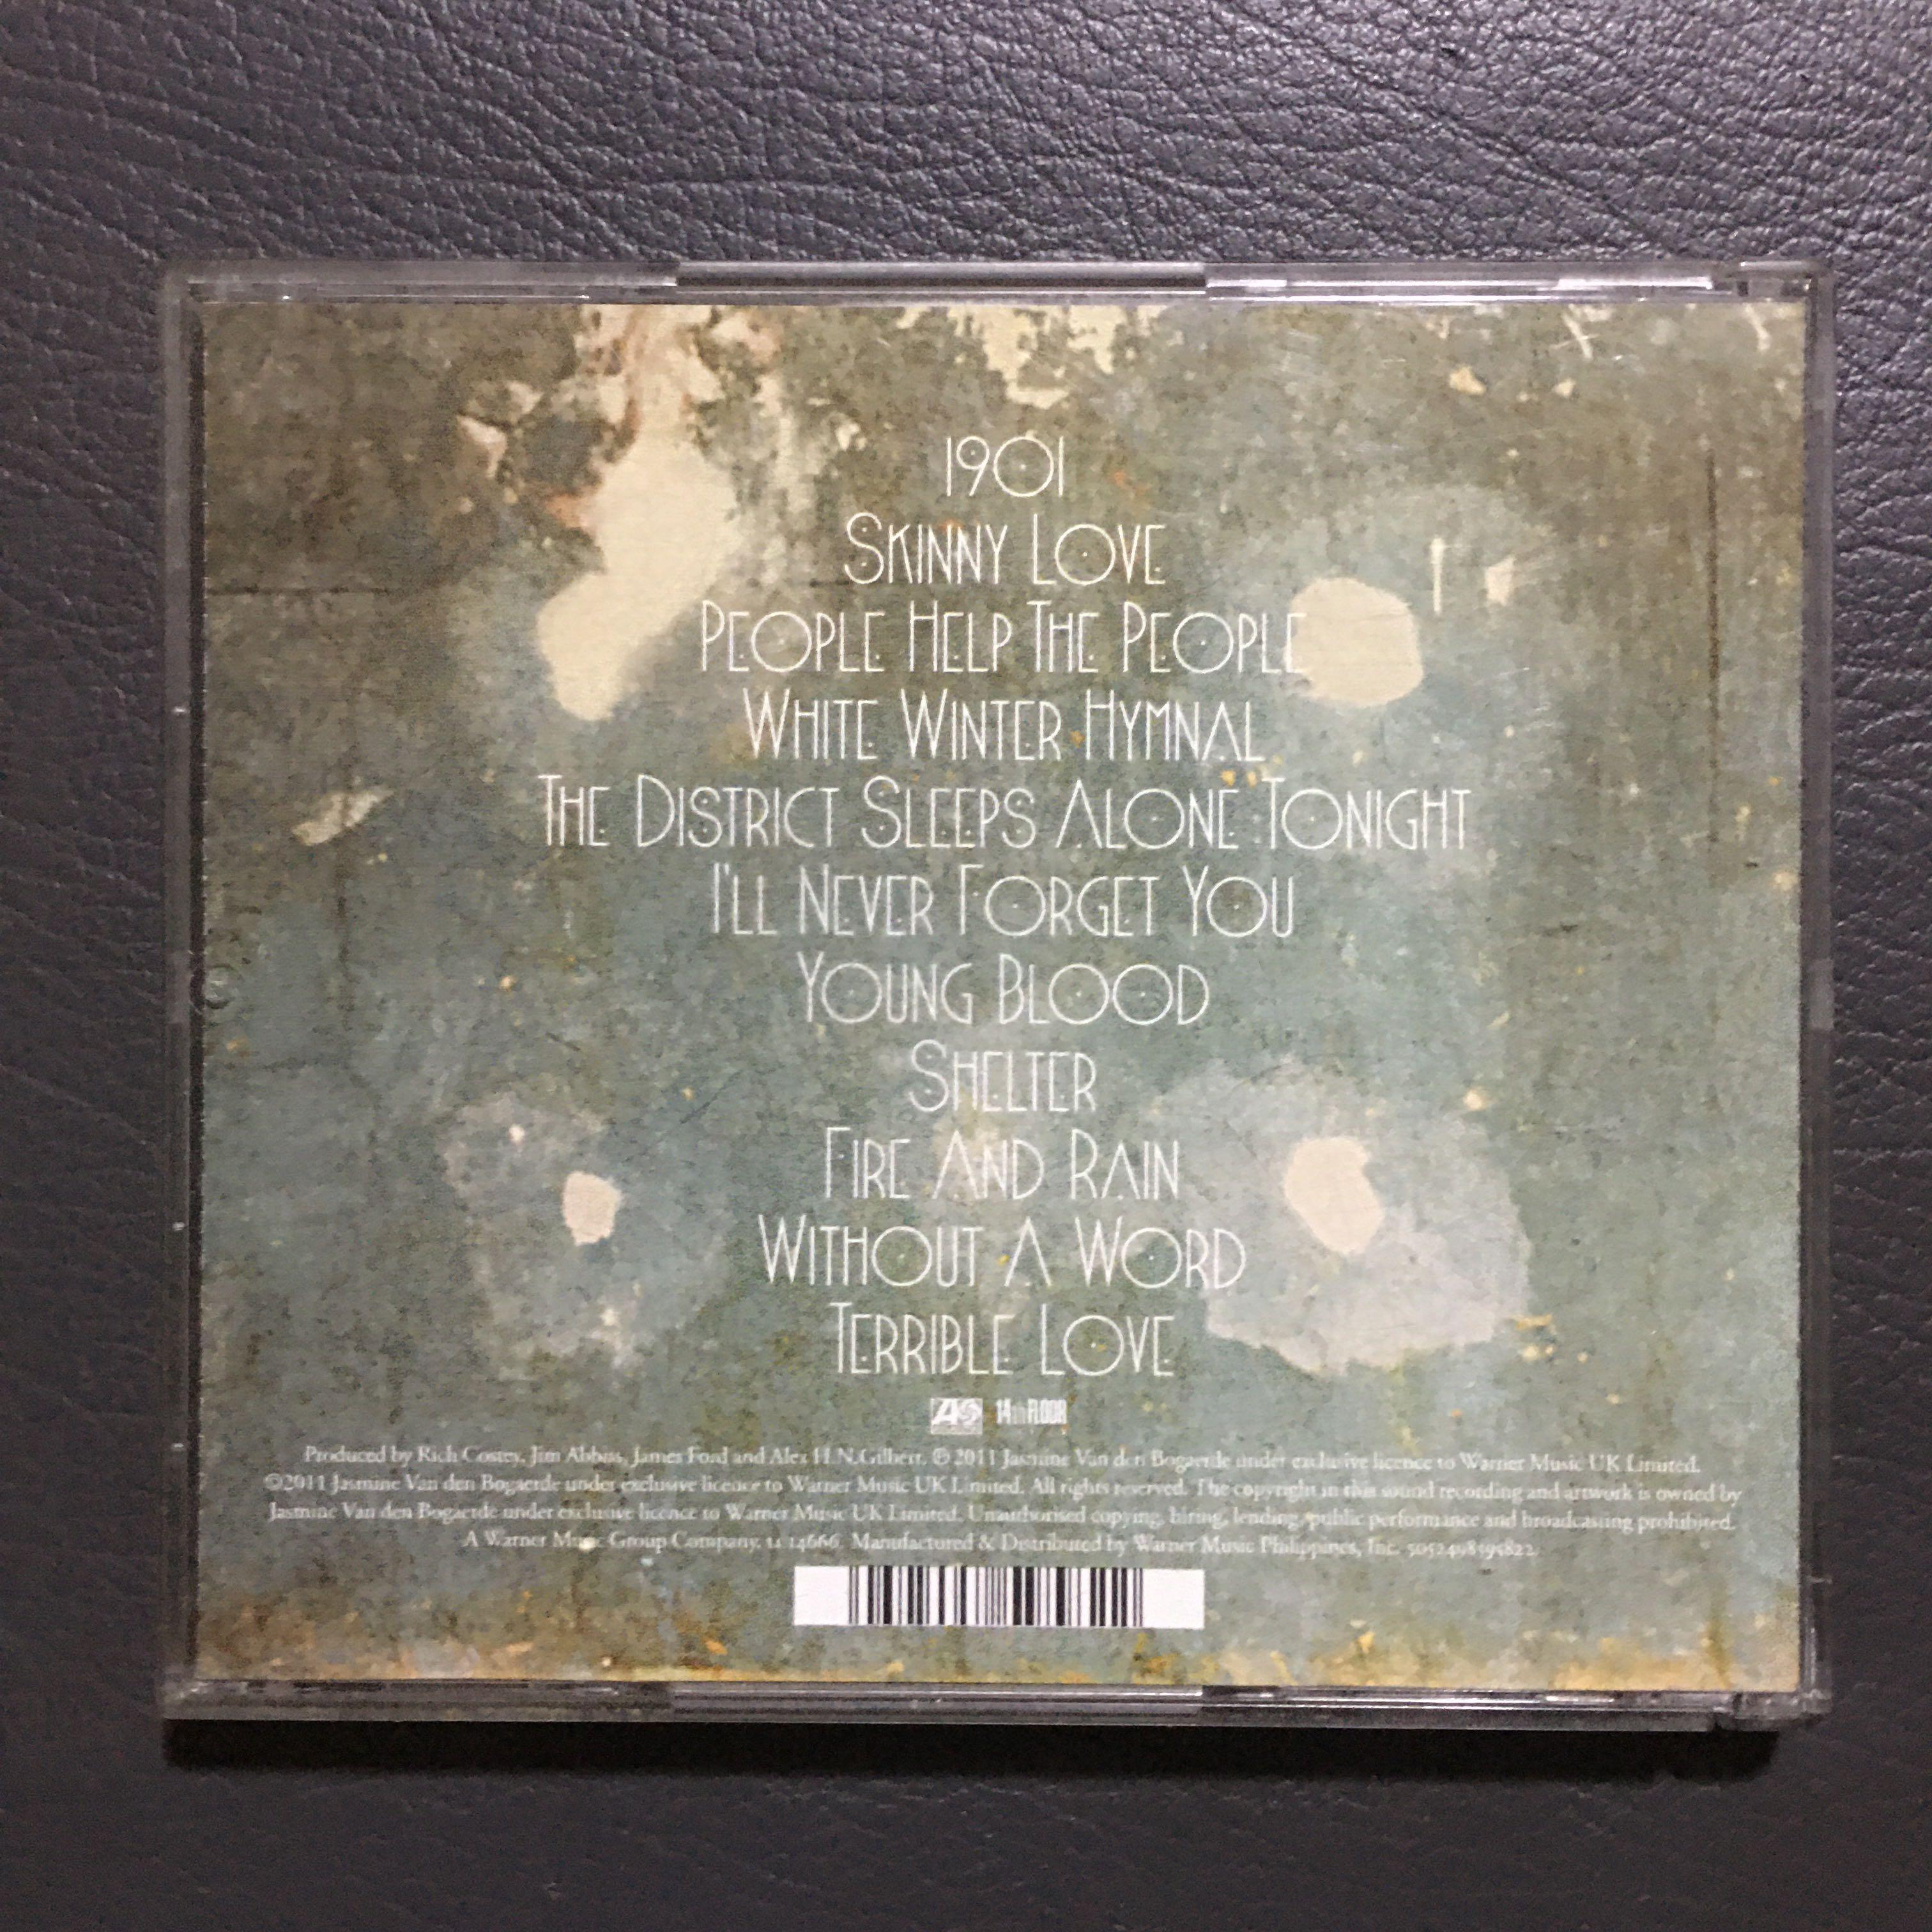 1901
SKINNY LOVE
PEOPLE HELP THE PEOPLE
WHITE WINTER HYMNAL
THE DISTRICT SLEEPS ALONE TONIGHT
I'LL NEVER FORGET YOU
YOUNG BLOOD
SHELTER
FIRE AND RAIN
WITHOUT A WORD
TERRIBLE LOVE
14th FLOOR
Produced by Rich Costey, Jim Abbiss, James Ford and Alex H.N.Gilbert. ℗ 2011 Jasmine Van den Bogaerde under exclusive licence to Warner Music UK Limited.
©2011 Jasmine Van den Bogaerde under exclusive licence to Warner Music UK Limited. All rights reserved. The copyright in this sound recording and artwork is owned by
Jasmine Van den Bogaerde under exclusive licence to Warner Music UK Limited. Unauthorised copying, hiring, lending, public performance and broadcasting prohibited.
A Warner Music Group Company. Manufactured & Distributed by Warner Music Philippines, Inc.